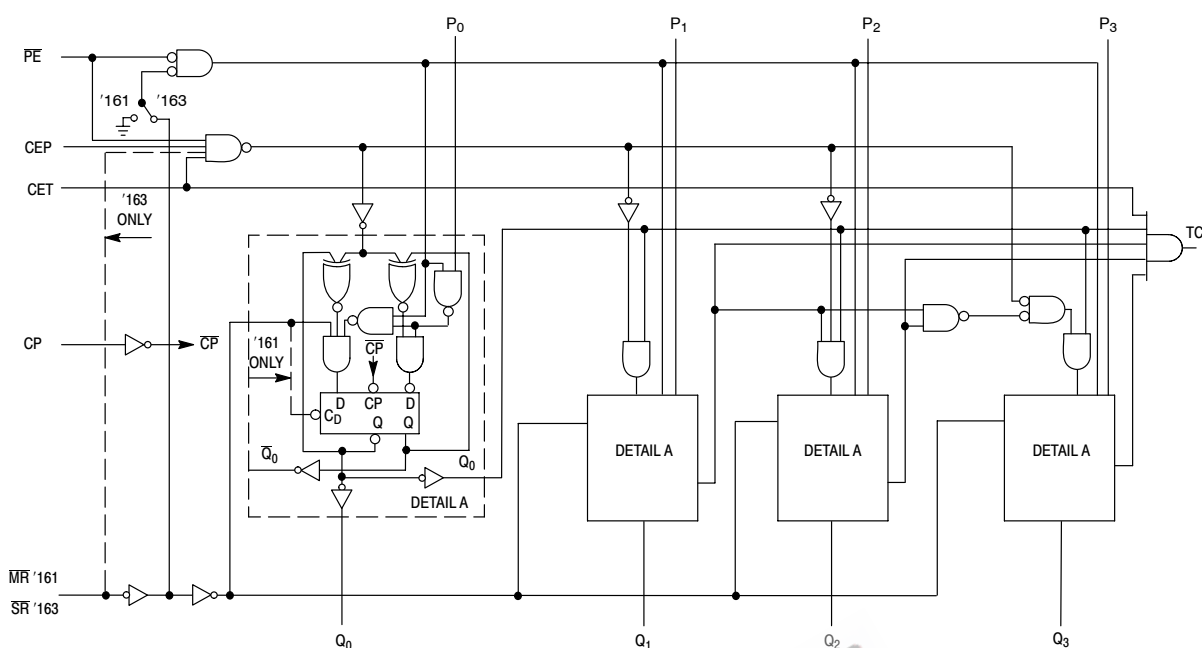 P0 P1 P2 P3
PE
'161 '163
CEP
CET
'163
ONLY
TC
CP CP
'161
ONLY
CP
D CP D
CD Q Q
Q0 Q0
DETAIL A
DETAIL A
DETAIL A
DETAIL A
MR '161
SR '163
Q0 Q1 Q2 Q3